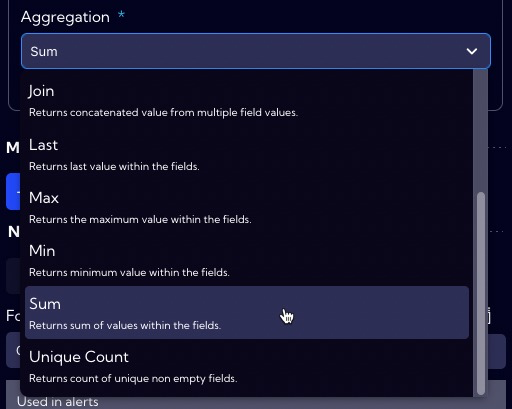 Aggregation *
Sum
Join
Returns concatenated value from multiple field values.
Last
Returns last value within the fields.
Max
Returns the maximum value within the fields.
Min
Returns minimum value within the fields.
Sum
Returns sum of values within the fields.
Unique Count
Returns count of unique non empty fields.
Used in alerts